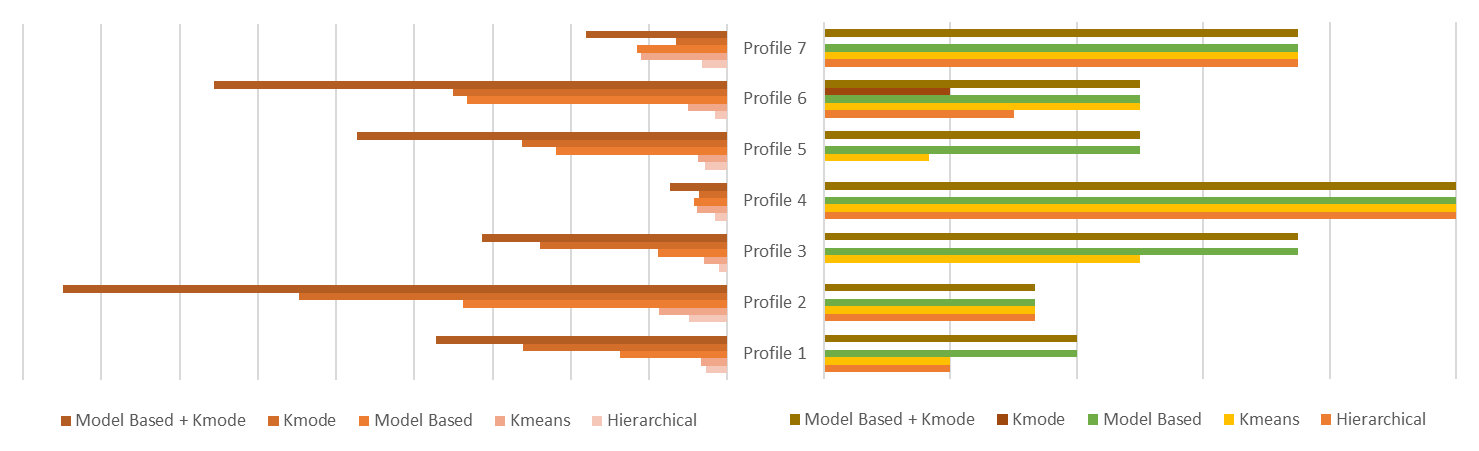 Profile 7
Profile 6
Profile 5
Profile 4
Profile 3
Profile 2
Profile 1
Model Based + Kmode Kmode Model Based Kmeans Hierarchical
Model Based + Kmode Kmode Model Based Kmeans Hierarchical